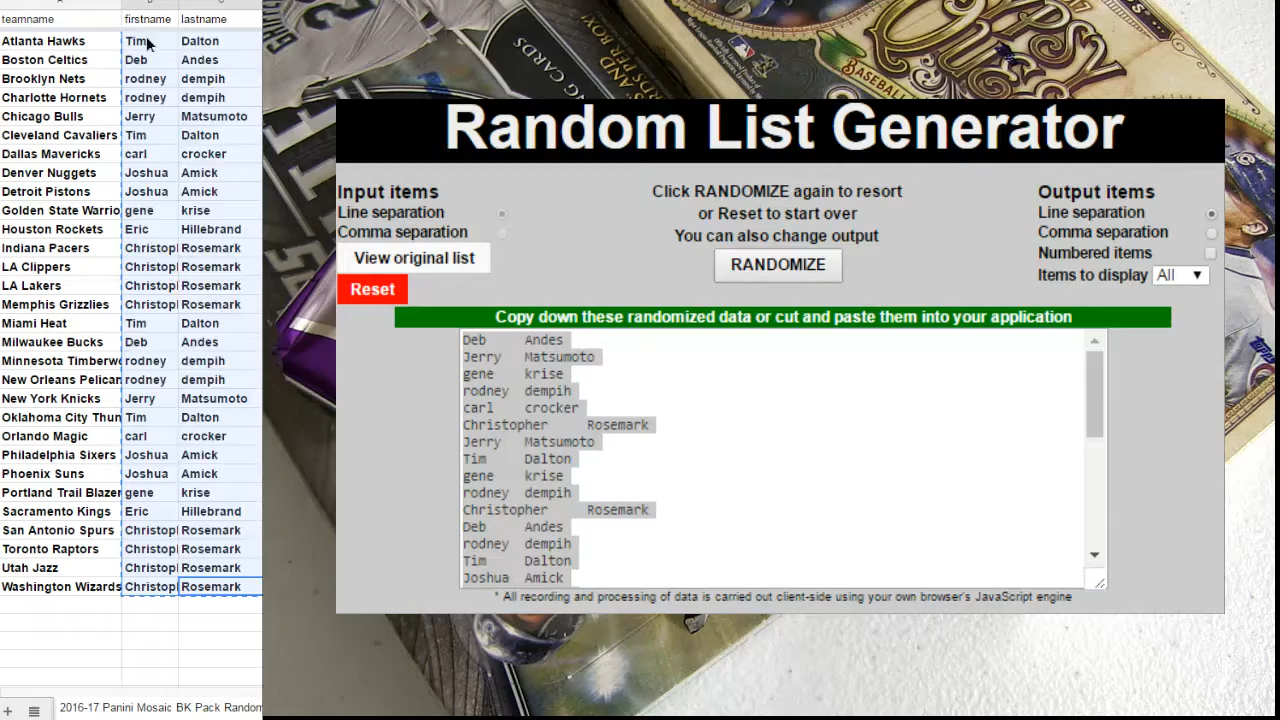 teamname firstname lastname
Atlanta Hawks Tim Dalton
Boston Celtics Deb Andes
Brooklyn Nets rodney dempih
Charlotte Hornets rodney dempih
Chicago Bulls Jerry Matsumoto
Cleveland Cavaliers Tim Dalton
Dallas Mavericks carl crocker
Denver Nuggets Joshua Amick
Detroit Pistons Joshua Amick
Golden State Warrio gene krise
Houston Rockets Eric Hillebrand
Indiana Pacers Christopl Rosemark
LA Clippers Christopl Rosemark
LA Lakers Christopl Rosemark
Memphis Grizzlies Christopl Rosemark
Miami Heat Tim Dalton
Milwaukee Bucks Deb Andes
Minnesota Timberwo rodney dempih
New Orleans Pelican rodney dempih
New York Knicks Jerry Matsumoto
Oklahoma City Thun Tim Dalton
Orlando Magic carl crocker
Philadelphia Sixers Joshua Amick
Phoenix Suns Joshua Amick
Portland Trail Blazer gene krise
Sacramento Kings Eric Hillebrand
San Antonio Spurs Christopl Rosemark
Toronto Raptors Christopl Rosemark
Utah Jazz Christopl Rosemark
Washington Wizards Christopl Rosemark
2016-17 Panini Mosaic BK Pack Random
GYPSY
Queens
BASEBALL
ING CARDS
Random List Generator
Input items
Line separation
Comma separation
View original list
Reset
Click RANDOMIZE again to resort
or Reset to start over
You can also change output
RANDOMIZE
Output items
Line separation
Comma separation
Numbered items
Items to display All
Copy down these randomized data or cut and paste them into your application
Deb Andes
Jerry Matsumoto
gene krise
rodney dempih
carl crocker
Christopher Rosemark
Jerry Matsumoto
Tim Dalton
gene krise
rodney dempih
Christopher Rosemark
Deb Andes
rodney dempih
Tim Dalton
Joshua Amick
* All recording and processing of data is carried out client-side using your own browser's JavaScript engine